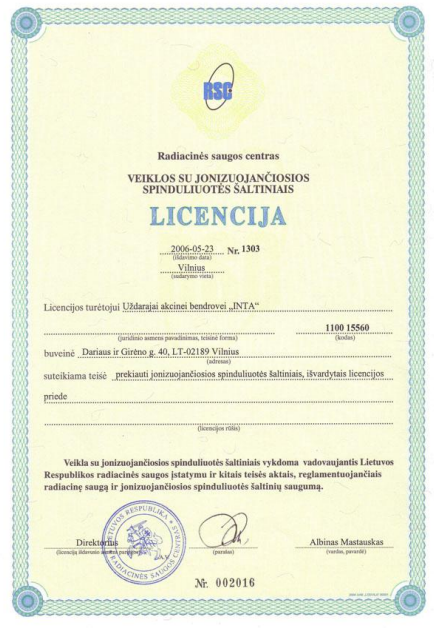 RSC
Radiacinės saugos centras
VEIKLOS SU JONIZUOJANČIOSIOS
SPINDULIUOTĖS ŠALTINIAIS
LICENCIJA
2006-05-23 Nr. 1303
(išdavimo data)
Vilnius
(sudarymo vieta)
Licencijos turėtojui Uždarajai akcinei bendrovei „INTA“
1100 15560
(juridinio asmens pavadinimas, teisinė forma) (kodas)
buveinė Dariaus ir Girėno g. 40, LT-02189 Vilnius
(adresas)
suteikiama teisė prekiauti jonizuojančiosios spinduliuotės šaltiniais, išvardytais licencijos
priede
(licencijos rūšis)
Veikla su jonizuojančiosios spinduliuotės šaltiniais vykdoma vadovaujantis Lietuvos
Respublikos radiacinės saugos įstatymu ir kitais teisės aktais, reglamentuojančiais
radiacinę saugą ir jonizuojančiosios spinduliuotės šaltinių saugumą.
LIETUVOS RESPUBLIKA * RADIACINĖS SAUGOS CENTRAS
Direktorius Albinas Mastauskas
(licenciją išdavusio asmens pareigos) (parašas) (vardas, pavardė)
Nr. 002016